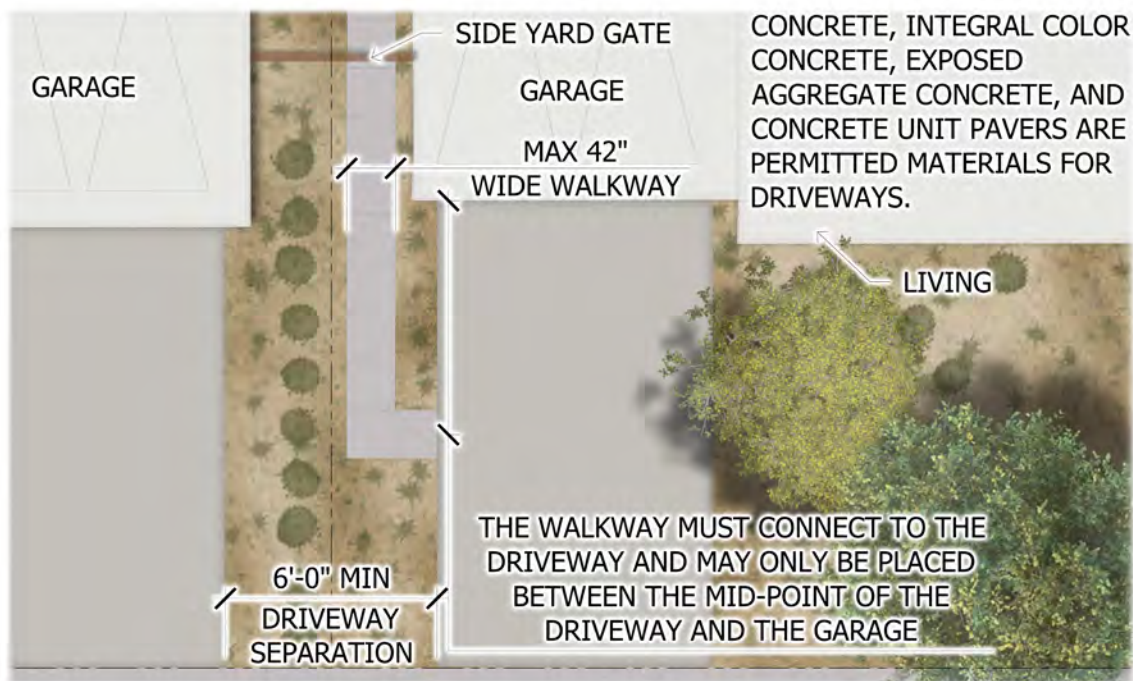 GARAGE
SIDE YARD GATE
GARAGE
MAX 42"
WIDE WALKWAY
CONCRETE, INTEGRAL COLOR
CONCRETE, EXPOSED
AGGREGATE CONCRETE, AND
CONCRETE UNIT PAVERS ARE
PERMITTED MATERIALS FOR
DRIVEWAYS.
LIVING
THE WALKWAY MUST CONNECT TO THE
DRIVEWAY AND MAY ONLY BE PLACED
BETWEEN THE MID-POINT OF THE
DRIVEWAY AND THE GARAGE
6'-0" MIN
DRIVEWAY
SEPARATION